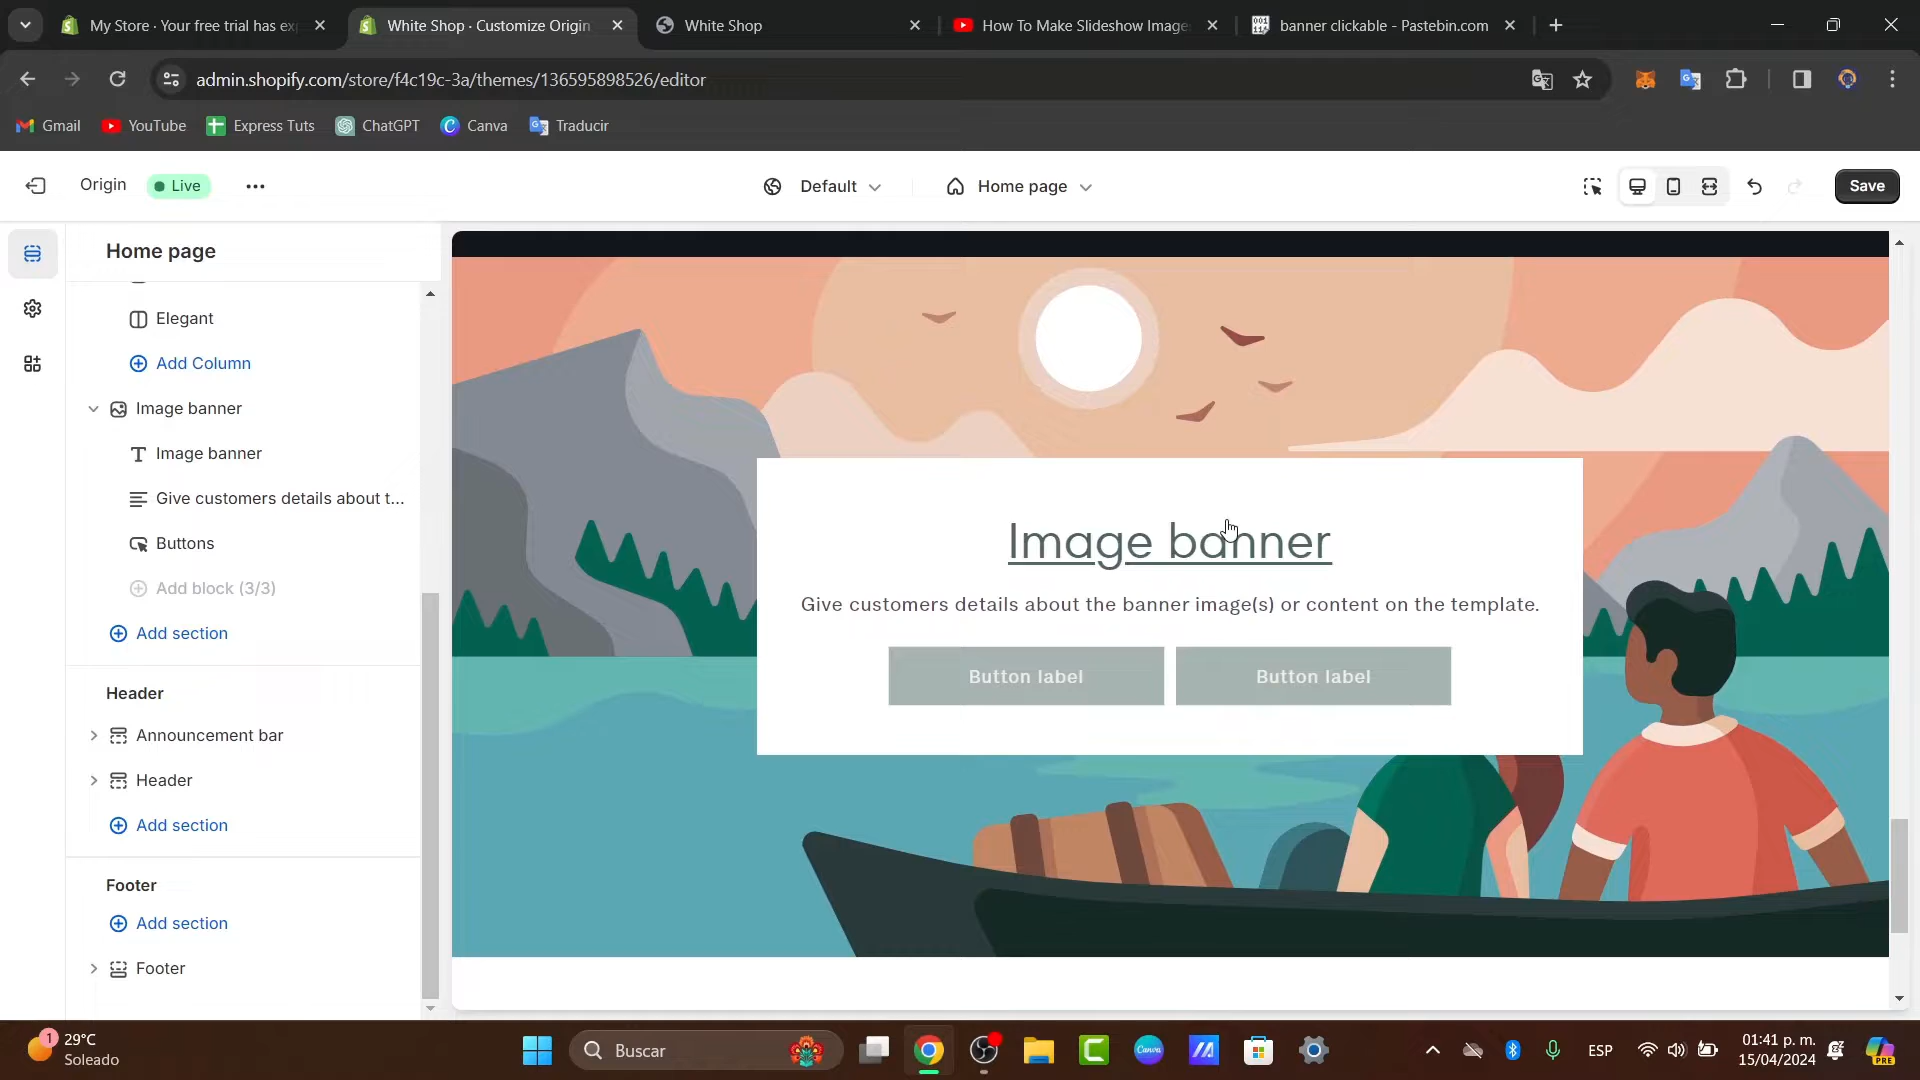 My Store · Your free trial has ex
White Shop · Customize Origin
White Shop
How To Make Slideshow Image
banner clickable - Pastebin.com
admin.shopify.com/store/f4c19c-3a/themes/136595898526/editor
Gmail
YouTube
Express Tuts
ChatGPT
Canva
Traducir
Origin
Live
Default
Home page
Save
Home page
Elegant
Add Column
Image banner
Image banner
Give customers details about t...
Buttons
Add block (3/3)
Add section
Header
Announcement bar
Header
Add section
Footer
Add section
Footer
Image banner
Give customers details about the banner image(s) or content on the template.
Button label
Button label
1
29°C
Soleado
Buscar
Canva
ESP
01:41 p. m.
15/04/2024
PRE